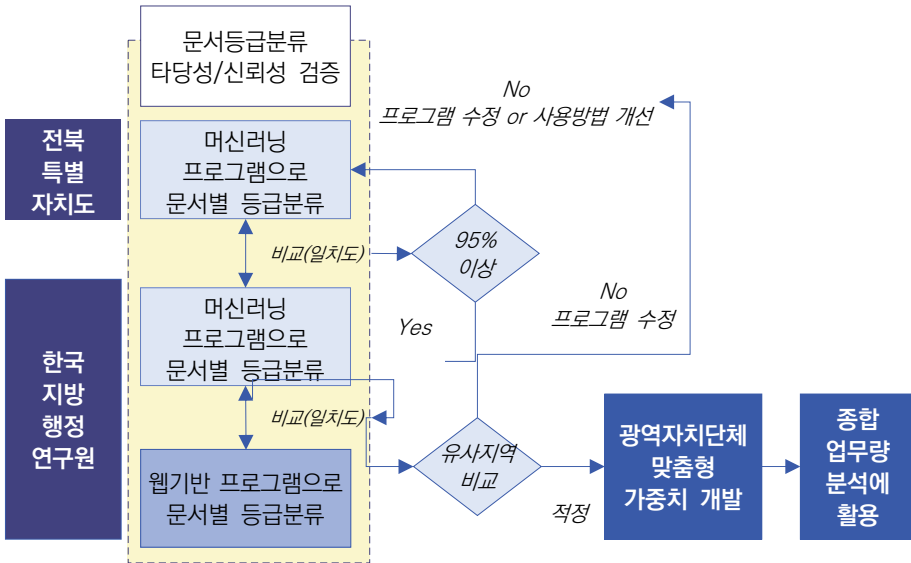 문서등급분류
타당성/신뢰성 검증
No
프로그램 수정 or 사용방법 개선
전북
특별
자치도
머신러닝
프로그램으로
문서별 등급분류
비교(일치도)
95%
이상
No
프로그램 수정
Yes
한국
지방
행정
연구원
머신러닝
프로그램으로
문서별 등급분류
비교(일치도)
웹기반 프로그램으로
문서별 등급분류
유사지역
비교
적정
광역자치단체
맞춤형
가중치 개발
종합
업무량
분석에
활용